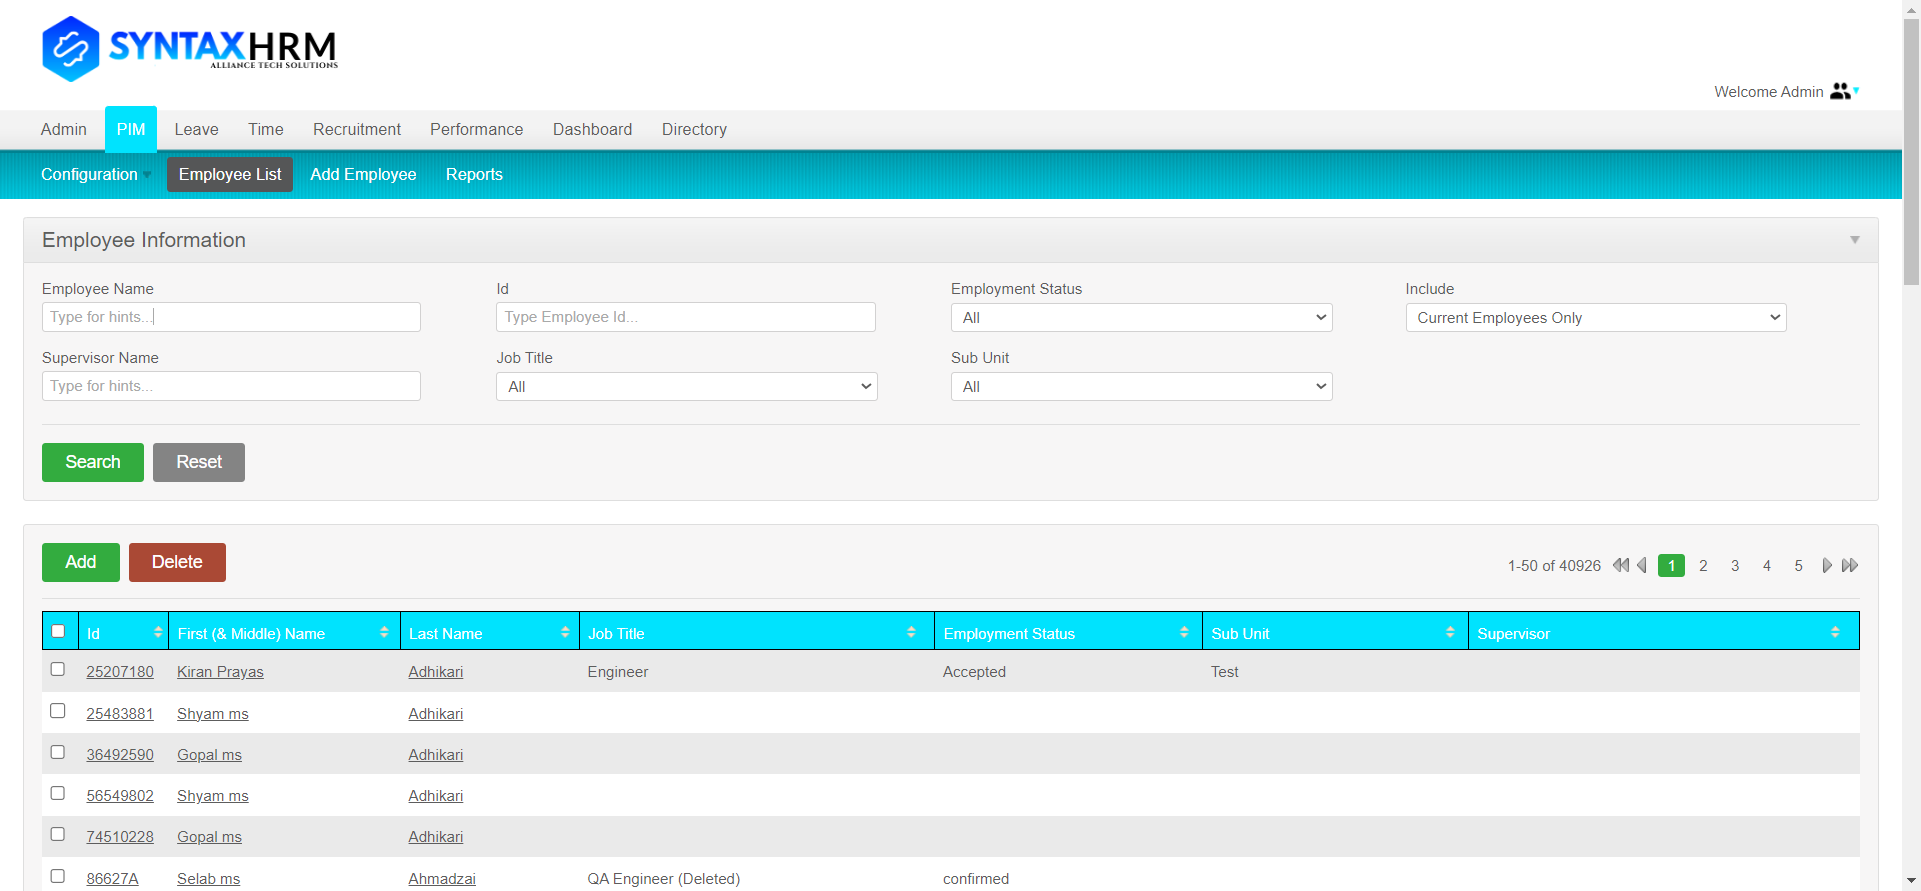 SYNTAXHRM
ALLIANCE TECH SOLUTIONS
Welcome Admin
Admin PIM Leave Time Recruitment Performance Dashboard Directory
Configuration Employee List Add Employee Reports
Employee Information
Employee Name Id Employment Status Include
Type for hints... Type Employee Id... All Current Employees Only
Supervisor Name Job Title Sub Unit
Type for hints... All All
Search Reset
Add Delete
1-50 of 40926 1 2 3 4 5
Id First (& Middle) Name Last Name Job Title Employment Status Sub Unit Supervisor
25207180 Kiran Prayas Adhikari Engineer Accepted Test
25483881 Shyam ms Adhikari
36492590 Gopal ms Adhikari
56549802 Shyam ms Adhikari
74510228 Gopal ms Adhikari
86627A Selab ms Ahmadzai QA Engineer (Deleted) confirmed